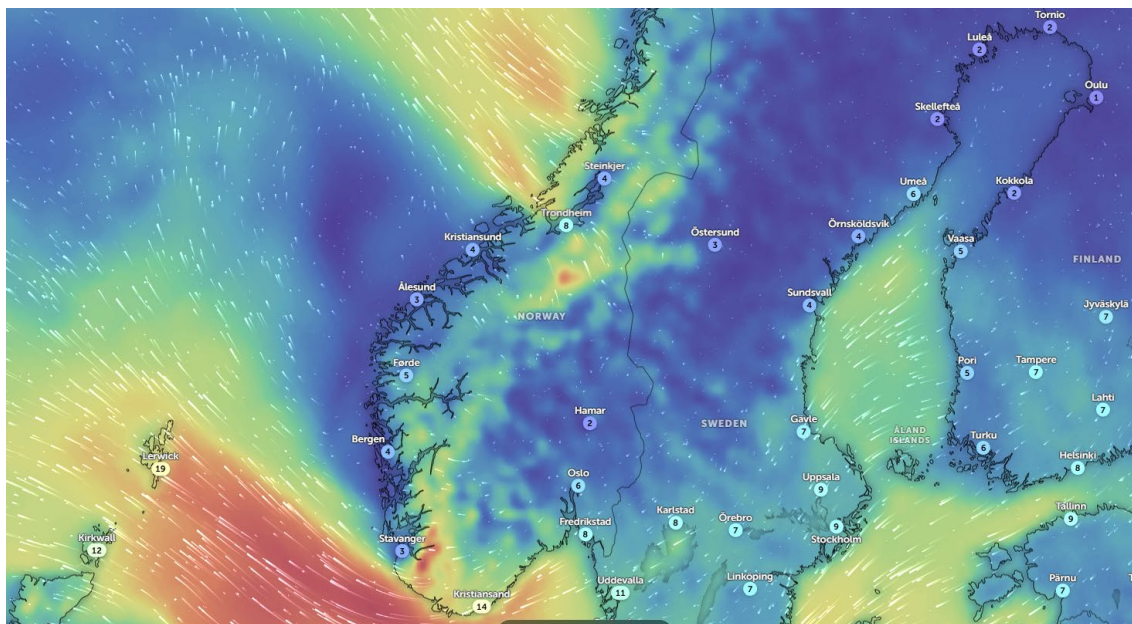 Tornio
2
Luleå
2
Oulu
1
Skellefteå
2
Steinkjer
4
Umeå
6
Kokkola
2
Trondheim
8
Kristiansund
4
Östersund
3
Örnsköldsvik
4
Vaasa
5
FINLAND
Ålesund
3
NORWAY
Sundsvall
4
Jyväskylä
7
Førde
5
Pori
5
Tampere
7
Lahti
7
Hamar
2
SWEDEN
Gävle
7
ÅLAND
ISLANDS
Bergen
4
Turku
6
Lerwick
19
Helsinki
8
Oslo
6
Uppsala
9
Kirkwall
12
Stavanger
3
Fredrikstad
8
Karlstad
8
Örebro
7
9
Stockholm
Tallinn
9
Kristiansand
14
Uddevalla
11
Linköping
7
Pärnu
7